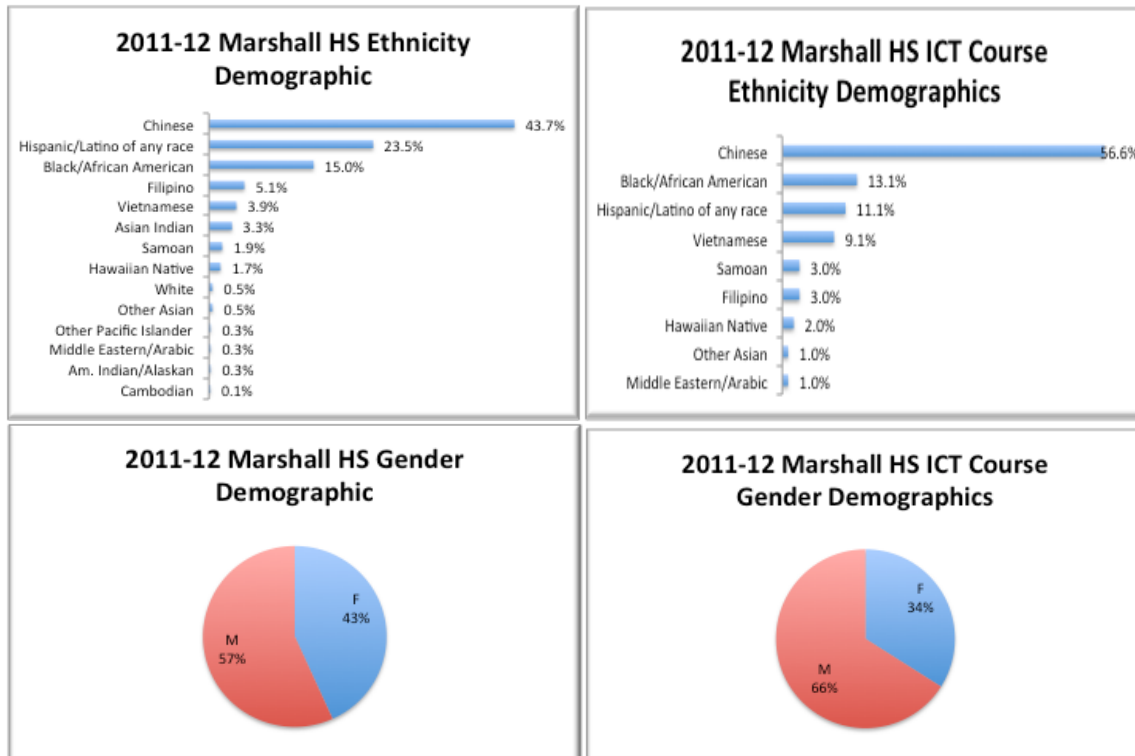 2011-12 Marshall HS Ethnicity
Demographic
Chinese 43.7%
Hispanic/Latino of any race 23.5%
Black/African American 15.0%
Filipino 5.1%
Vietnamese 3.9%
Asian Indian 3.3%
Samoan 1.9%
Hawaiian Native 1.7%
White 0.5%
Other Asian 0.5%
Other Pacific Islander 0.3%
Middle Eastern/Arabic 0.3%
Am. Indian/Alaskan 0.3%
Cambodian 0.1%
2011-12 Marshall HS ICT Course
Ethnicity Demographics
Chinese 56.6%
Black/African American 13.1%
Hispanic/Latino of any race 11.1%
Vietnamese 9.1%
Samoan 3.0%
Filipino 3.0%
Hawaiian Native 2.0%
Other Asian 1.0%
Middle Eastern/Arabic 1.0%
2011-12 Marshall HS Gender
Demographic
F
43%
M
57%
2011-12 Marshall HS ICT Course
Gender Demographics
F
34%
M
66%